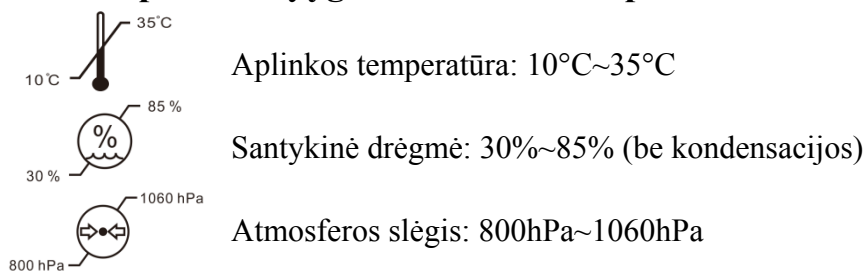 35°C
10°C
Aplinkos temperatūra: 10°C~35°C
85 %
%
30 %
Santykinė drėgmė: 30%~85% (be kondensacijos)
1060 hPa
800 hPa
Atmosferos slėgis: 800hPa~1060hPa